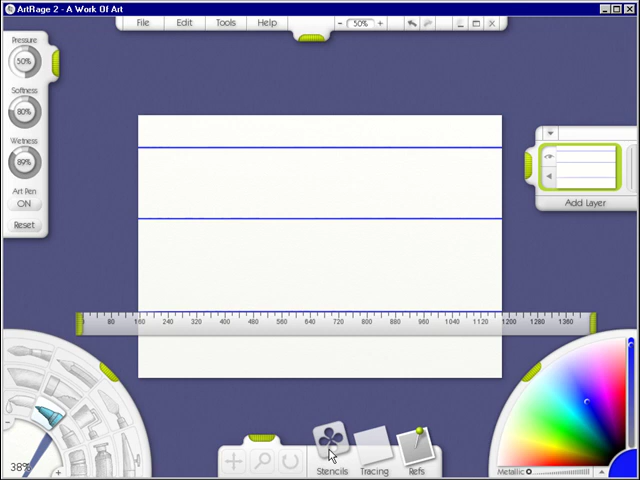 ArtRage 2 - A Work Of Art
File Edit Tools Help - 50% +
Pressure
50%
Softness
80%
Wetness
89%
Art Pen
ON
Reset
Add Layer
80 160 240 320 400 480 560 640 720 800 880 960 1040 1120 1200 1280 1360
38%
Stencils Tracing Refs
Metallic